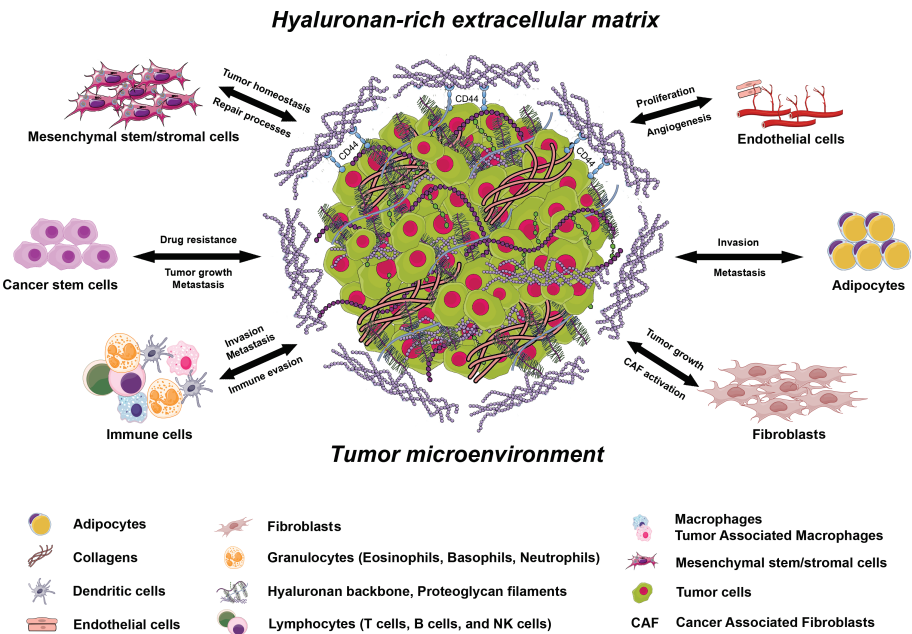 Hyaluronan-rich extracellular matrix
Tumor homeostasis
Repair processes
Mesenchymal stem/stromal cells
CD44
CD44
CD44
Proliferation
Angiogenesis
Endothelial cells
Drug resistance
Tumor growth
Metastasis
Cancer stem cells
Invasion
Metastasis
Adipocytes
Invasion
Metastasis
Immune evasion
Immune cells
Tumor growth
CAF activation
Fibroblasts
Tumor microenvironment
Adipocytes
Collagens
Dendritic cells
Endothelial cells
Fibroblasts
Granulocytes (Eosinophils, Basophils, Neutrophils)
Hyaluronan backbone, Proteoglycan filaments
Lymphocytes (T cells, B cells, and NK cells)
Macrophages
Tumor Associated Macrophages
Mesenchymal stem/stromal cells
Tumor cells
CAF Cancer Associated Fibroblasts